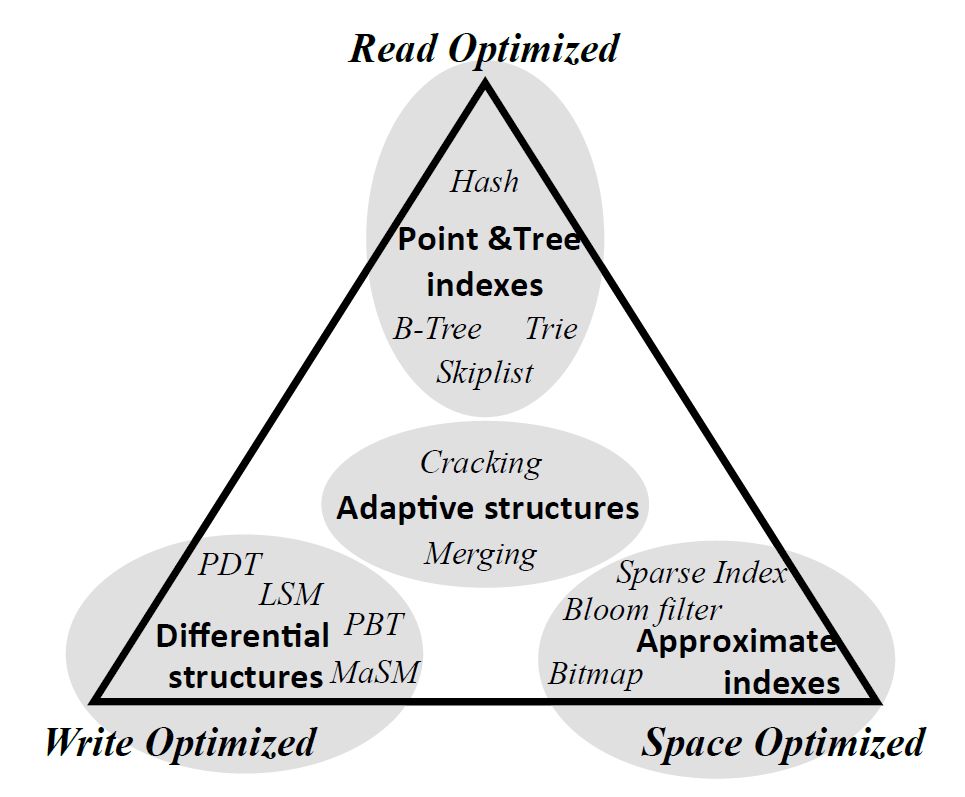 Read Optimized
Hash
Point &Tree
indexes
B-Tree Trie
Skiplist
Cracking
Adaptive structures
Merging
PDT
LSM
PBT
Differential
structures
MaSM
Sparse Index
Bloom filter
Approximate
Bitmap
indexes
Write Optimized
Space Optimized